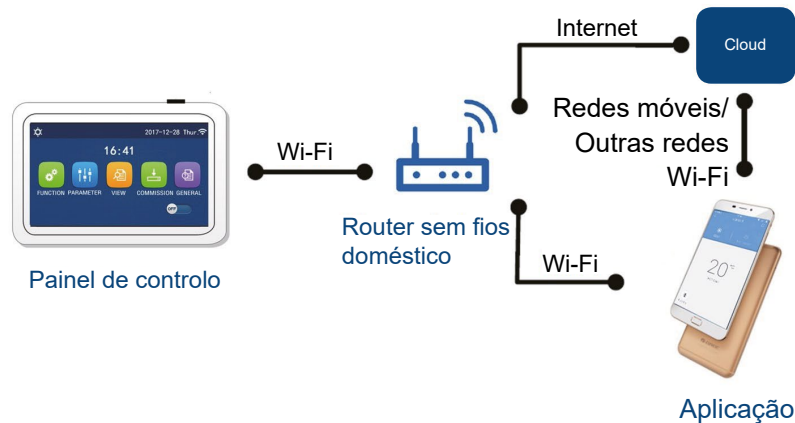 Internet
Cloud
2017-12-28 Thur.
16:41
FUNCTION PARAMETER VIEW COMMISSION GENERAL
OFF
Wi-Fi
Redes móveis/
Outras redes
Wi-Fi
Router sem fios
doméstico
Painel de controlo
Wi-Fi
20°
Aplicação